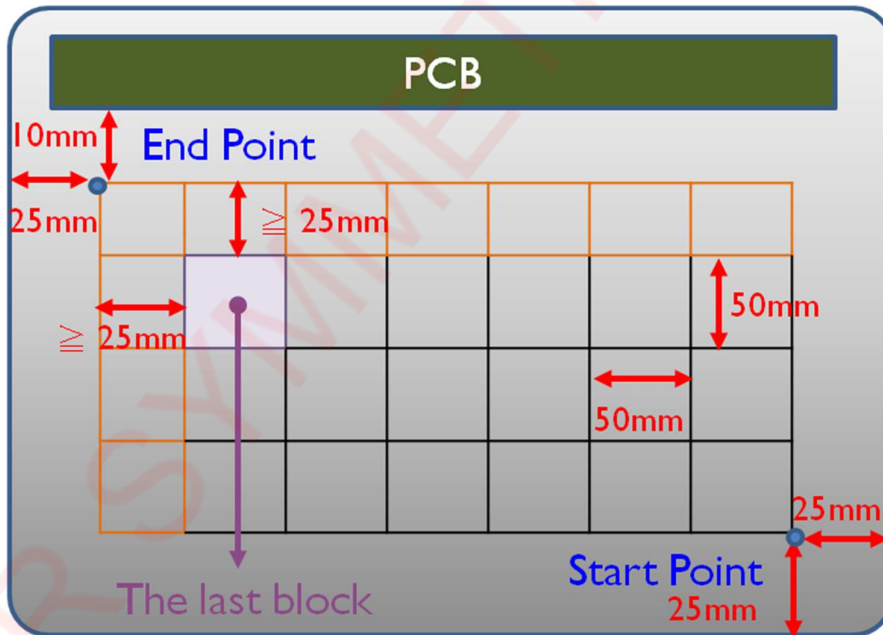 PCB
10mm
End Point
25mm
≧ 25mm
50mm
≧ 25mm
50mm
25mm
Start Point
25mm
The last block